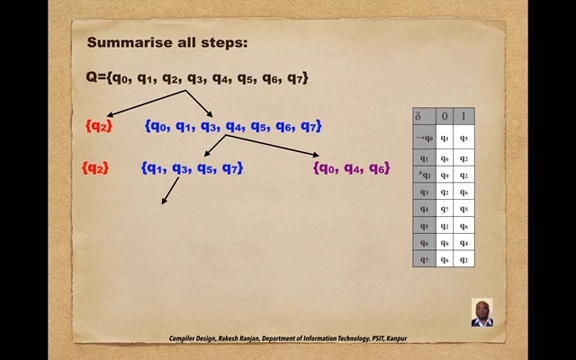 Summarise all steps:
Q={q0, q1, q2, q3, q4, q5, q6, q7}
{q2} {q0, q1, q3, q4, q5, q6, q7}
{q2} {q1, q3, q5, q7} {q0, q4, q6}
δ 0 1
→q0 q1 q5
q1 q6 q2
*q2 q0 q2
q3 q2 q6
q4 q7 q5
q5 q2 q6
q6 q6 q4
q7 q6 q2
Compiler Design, Rakesh Ranjan, Department of Information Technology, PSIT, Kanpur